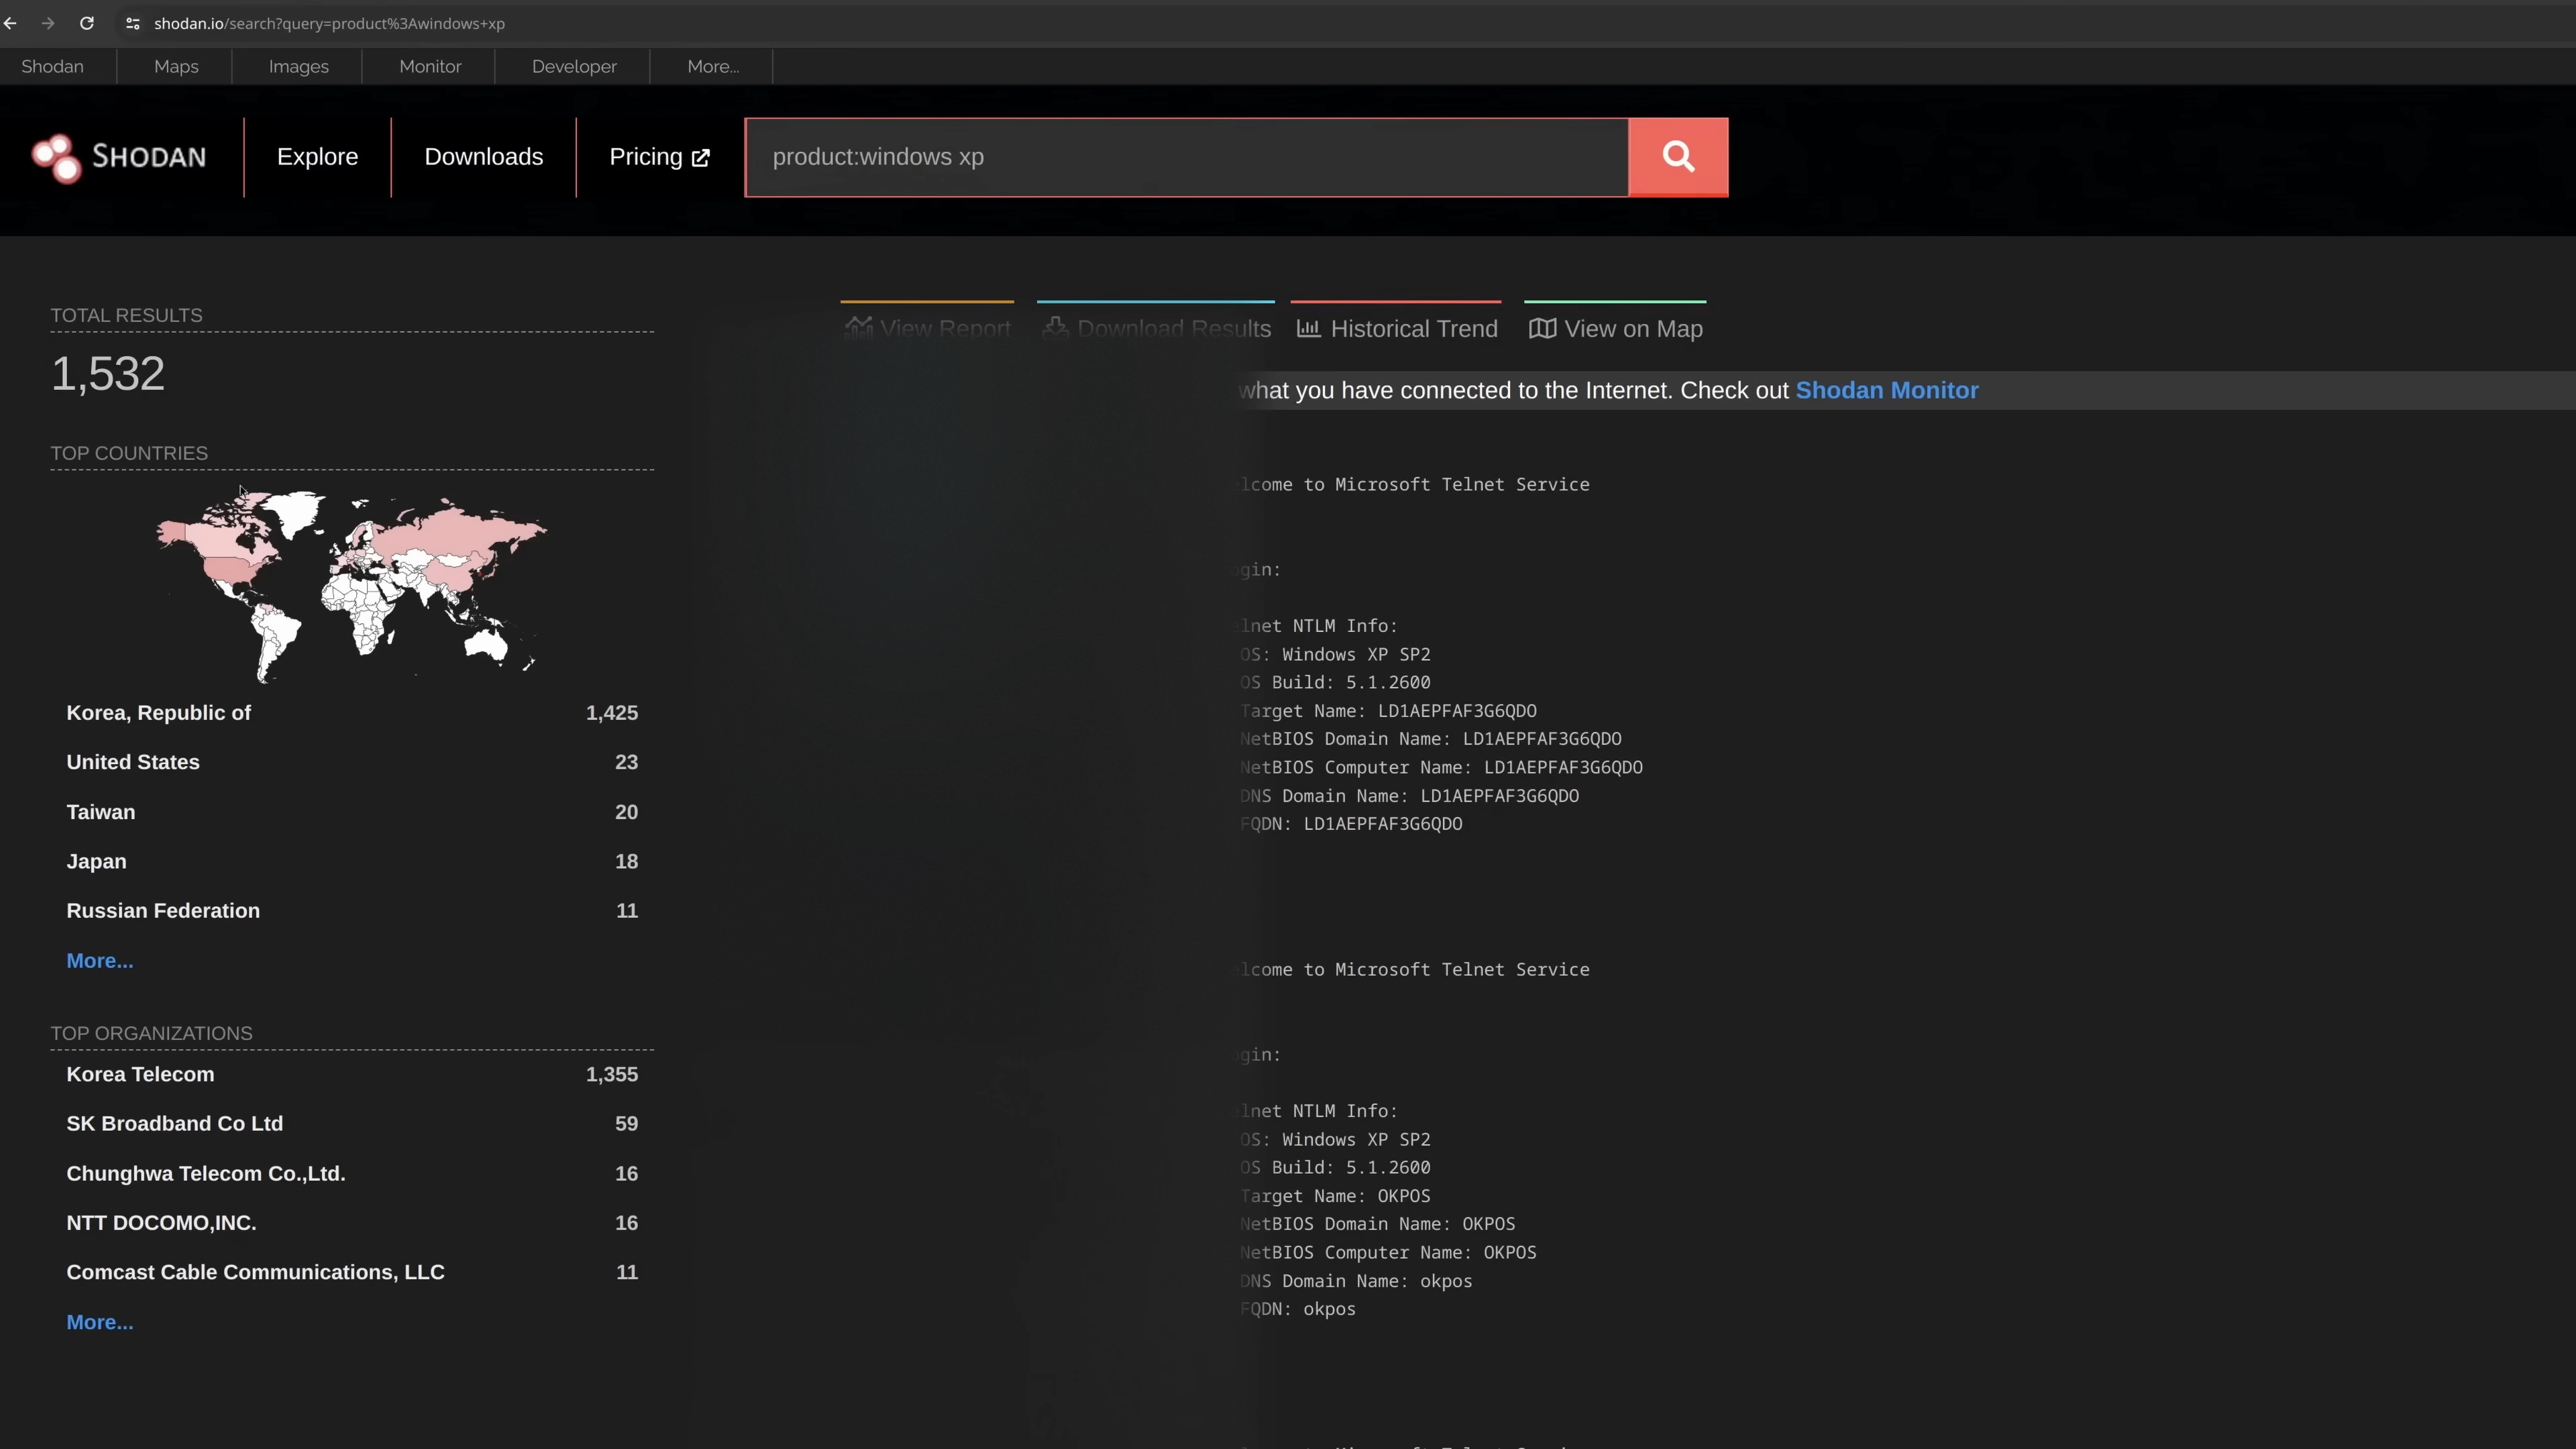 shodan.io/search?query=product%3Awindows+xp
Shodan Maps Images Monitor Developer More...
SHODAN Explore Downloads Pricing product:windows xp
TOTAL RESULTS
1,532
TOP COUNTRIES
Korea, Republic of 1,425
United States 23
Taiwan 20
Japan 18
Russian Federation 11
More...
TOP ORGANIZATIONS
Korea Telecom 1,355
SK Broadband Co Ltd 59
Chunghwa Telecom Co.,Ltd. 16
NTT DOCOMO,INC. 16
Comcast Cable Communications, LLC 11
More...
View Report Download Results Historical Trend View on Map
what you have connected to the Internet. Check out Shodan Monitor
lcome to Microsoft Telnet Service
gin:
lnet NTLM Info:
OS: Windows XP SP2
OS Build: 5.1.2600
Target Name: LD1AEPFAF3G6QDO
NetBIOS Domain Name: LD1AEPFAF3G6QDO
NetBIOS Computer Name: LD1AEPFAF3G6QDO
DNS Domain Name: LD1AEPFAF3G6QDO
FQDN: LD1AEPFAF3G6QDO
lcome to Microsoft Telnet Service
gin:
lnet NTLM Info:
OS: Windows XP SP2
OS Build: 5.1.2600
Target Name: OKPOS
NetBIOS Domain Name: OKPOS
NetBIOS Computer Name: OKPOS
DNS Domain Name: okpos
FQDN: okpos